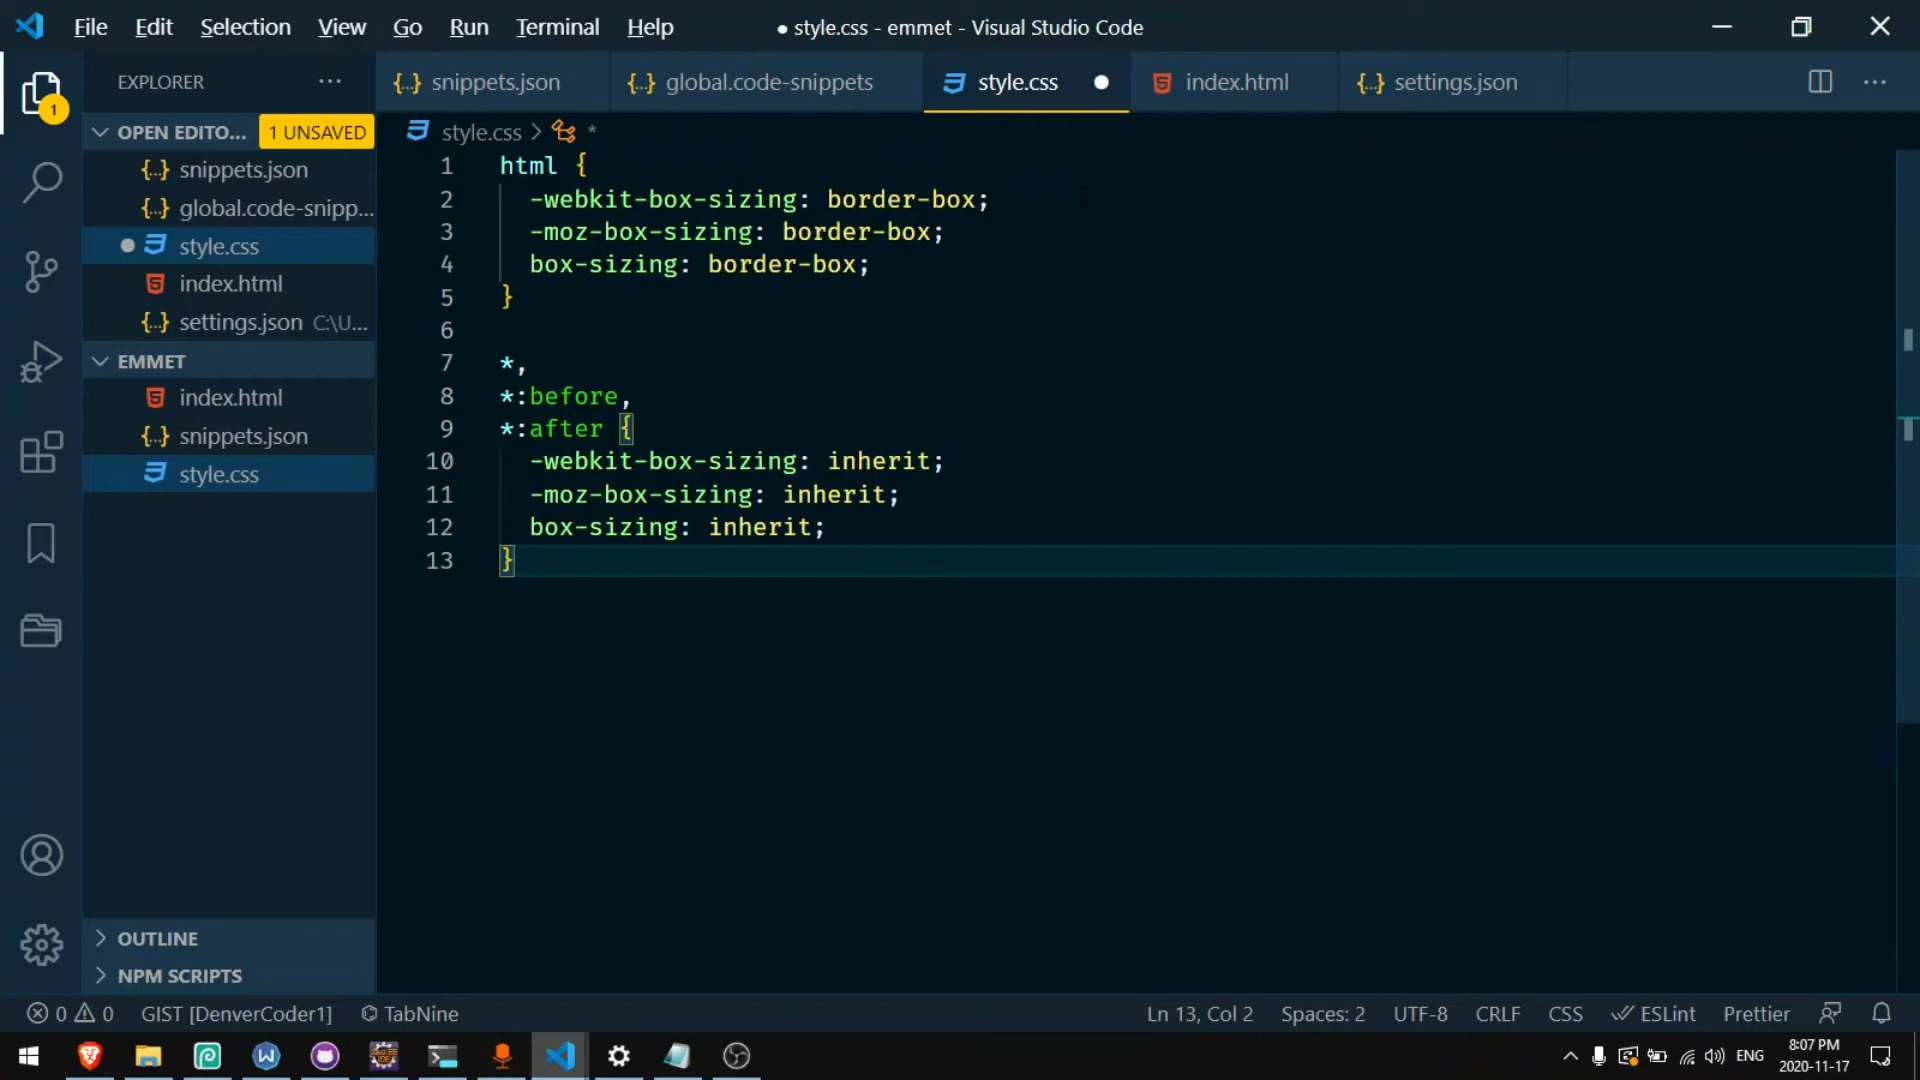 File Edit Selection View Go Run Terminal Help
● style.css - emmet - Visual Studio Code
EXPLORER
{..} snippets.json
{..} global.code-snippets
style.css
index.html
{..} settings.json
1
OPEN EDITO... 1 UNSAVED
{..} snippets.json
{..} global.code-snipp...
style.css
index.html
{..} settings.json C:\U...
EMMET
index.html
{..} snippets.json
style.css
OUTLINE
NPM SCRIPTS
style.css > *
1 html {
2 -webkit-box-sizing: border-box;
3 -moz-box-sizing: border-box;
4 box-sizing: border-box;
5 }
6
7 *,
8 *:before,
9 *:after {
10 -webkit-box-sizing: inherit;
11 -moz-box-sizing: inherit;
12 box-sizing: inherit;
13 }
0 0 GIST [DenverCoder1] TabNine
Ln 13, Col 2 Spaces: 2 UTF-8 CRLF CSS ESLint Prettier
ENG
8:07 PM
2020-11-17